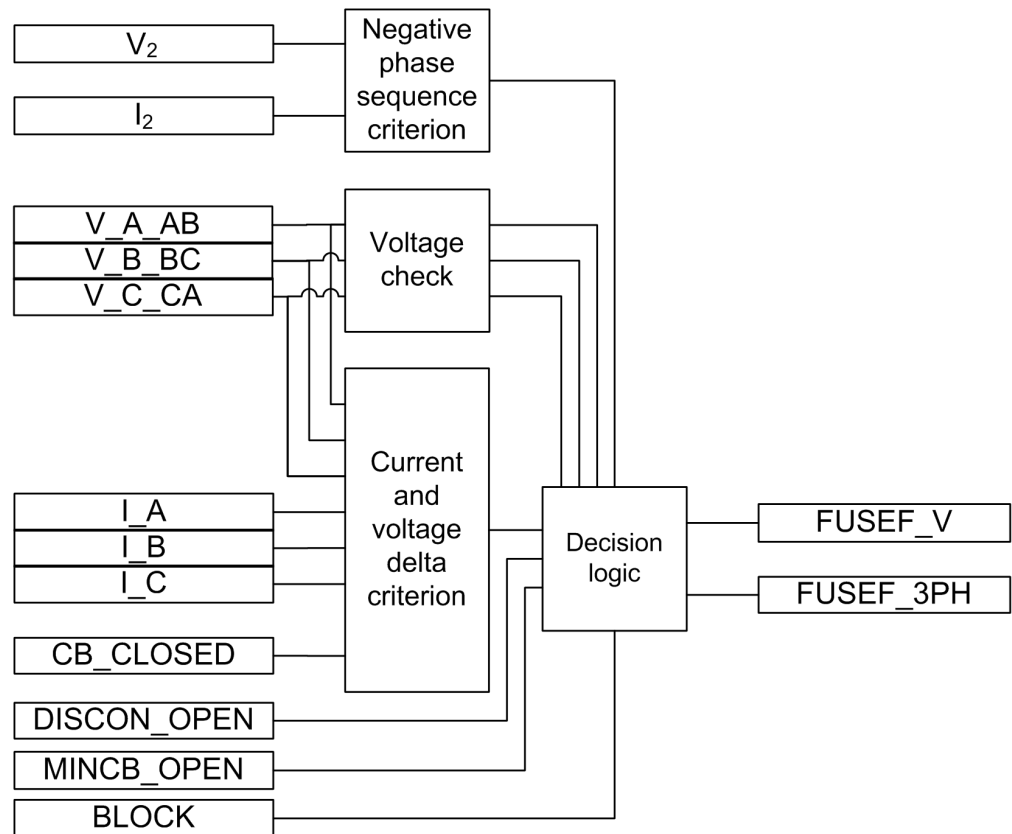 V₂
I₂
Negative
phase
sequence
criterion
V_A_AB
V_B_BC
V_C_CA
Voltage
check
I_A
I_B
I_C
CB_CLOSED
Current
and
voltage
delta
criterion
DISCON_OPEN
MINCB_OPEN
BLOCK
Decision
logic
FUSEF_V
FUSEF_3PH